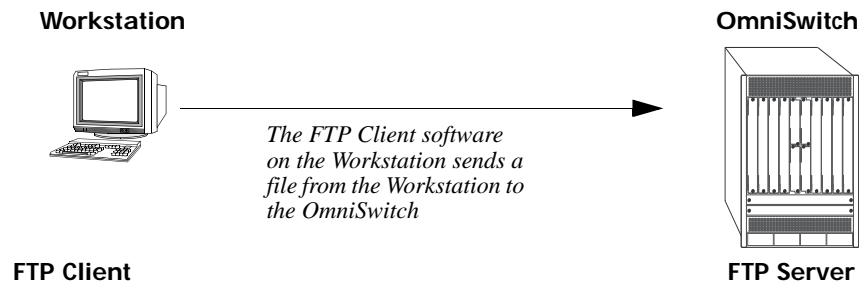 Workstation
OmniSwitch
The FTP Client software
on the Workstation sends a
file from the Workstation to
the OmniSwitch
FTP Client
FTP Server